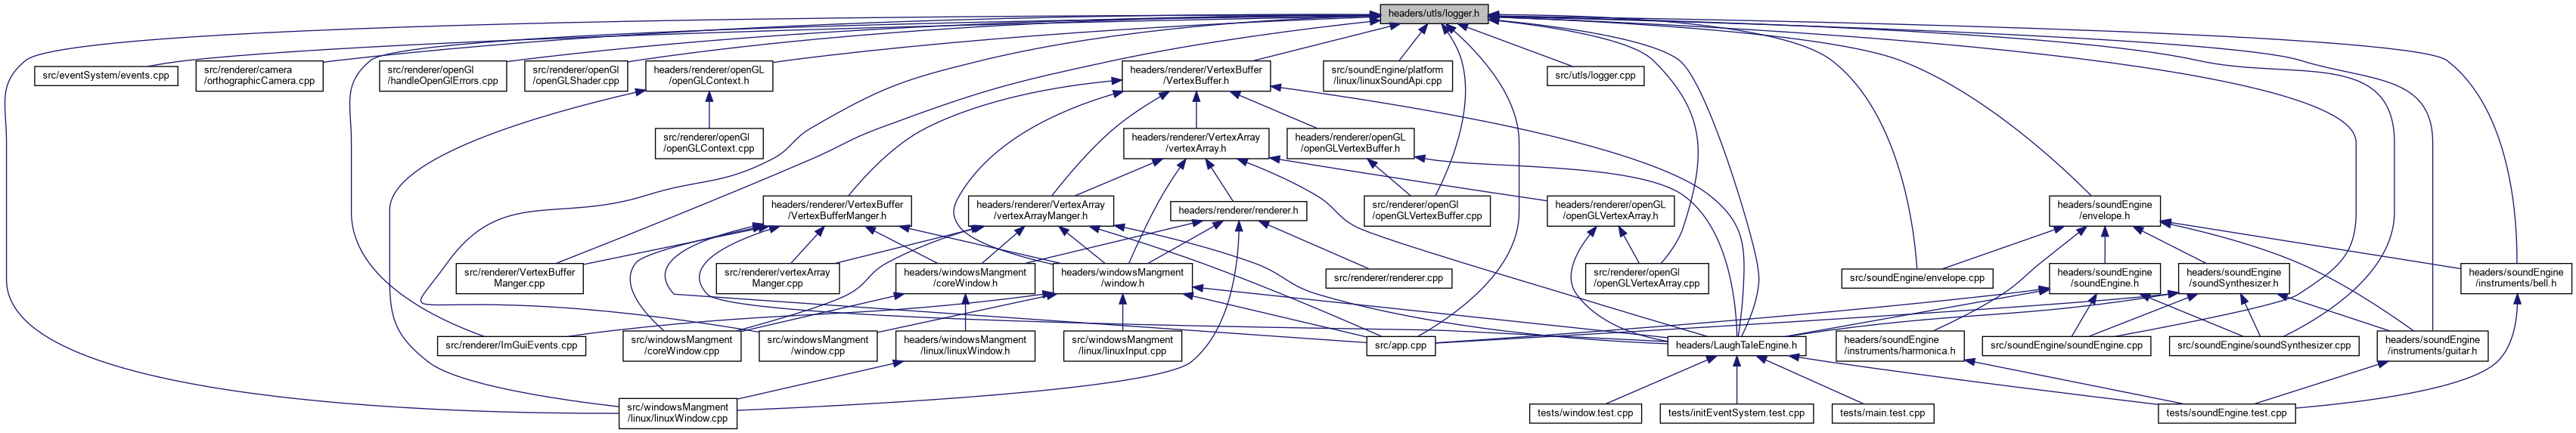 headers/utls/logger.h
src/eventSystem/events.cpp
src/renderer/camera
/orthographicCamera.cpp
src/renderer/openGl
/handleOpenGlErrors.cpp
src/renderer/openGl
/openGLShader.cpp
headers/renderer/openGL
/openGLContext.h
headers/renderer/VertexBuffer
/VertexBuffer.h
src/soundEngine/platform
/linux/linuxSoundApi.cpp
src/utls/logger.cpp
src/renderer/openGl
/openGLContext.cpp
headers/renderer/VertexArray
/vertexArray.h
headers/renderer/openGL
/openGLVertexBuffer.h
headers/renderer/VertexBuffer
/VertexBufferManger.h
headers/renderer/VertexArray
/vertexArrayManger.h
headers/renderer/renderer.h
src/renderer/openGl
/openGLVertexBuffer.cpp
headers/renderer/openGL
/openGLVertexArray.h
headers/soundEngine
/envelope.h
src/renderer/VertexBuffer
Manger.cpp
src/renderer/vertexArray
Manger.cpp
headers/windowsMangment
/coreWindow.h
headers/windowsMangment
/window.h
src/renderer/renderer.cpp
src/renderer/openGl
/openGLVertexArray.cpp
src/soundEngine/envelope.cpp
headers/soundEngine
/soundEngine.h
headers/soundEngine
/soundSynthesizer.h
headers/soundEngine
/instruments/bell.h
src/renderer/ImGuiEvents.cpp
src/windowsMangment
/coreWindow.cpp
src/windowsMangment
/window.cpp
headers/windowsMangment
/linux/linuxWindow.h
src/windowsMangment
/linux/linuxInput.cpp
src/app.cpp
headers/LaughTaleEngine.h
headers/soundEngine
/instruments/harmonica.h
src/soundEngine/soundEngine.cpp
src/soundEngine/soundSynthesizer.cpp
headers/soundEngine
/instruments/guitar.h
src/windowsMangment
/linux/linuxWindow.cpp
tests/window.test.cpp
tests/initEventSystem.test.cpp
tests/main.test.cpp
tests/soundEngine.test.cpp